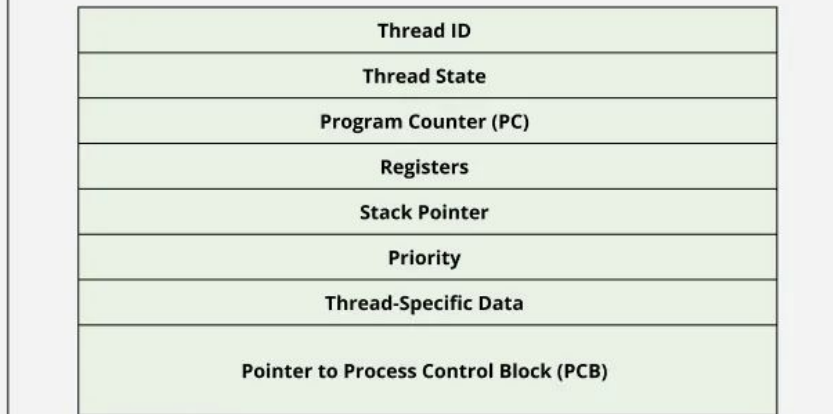 Thread ID
Thread State
Program Counter (PC)
Registers
Stack Pointer
Priority
Thread-Specific Data
Pointer to Process Control Block (PCB)